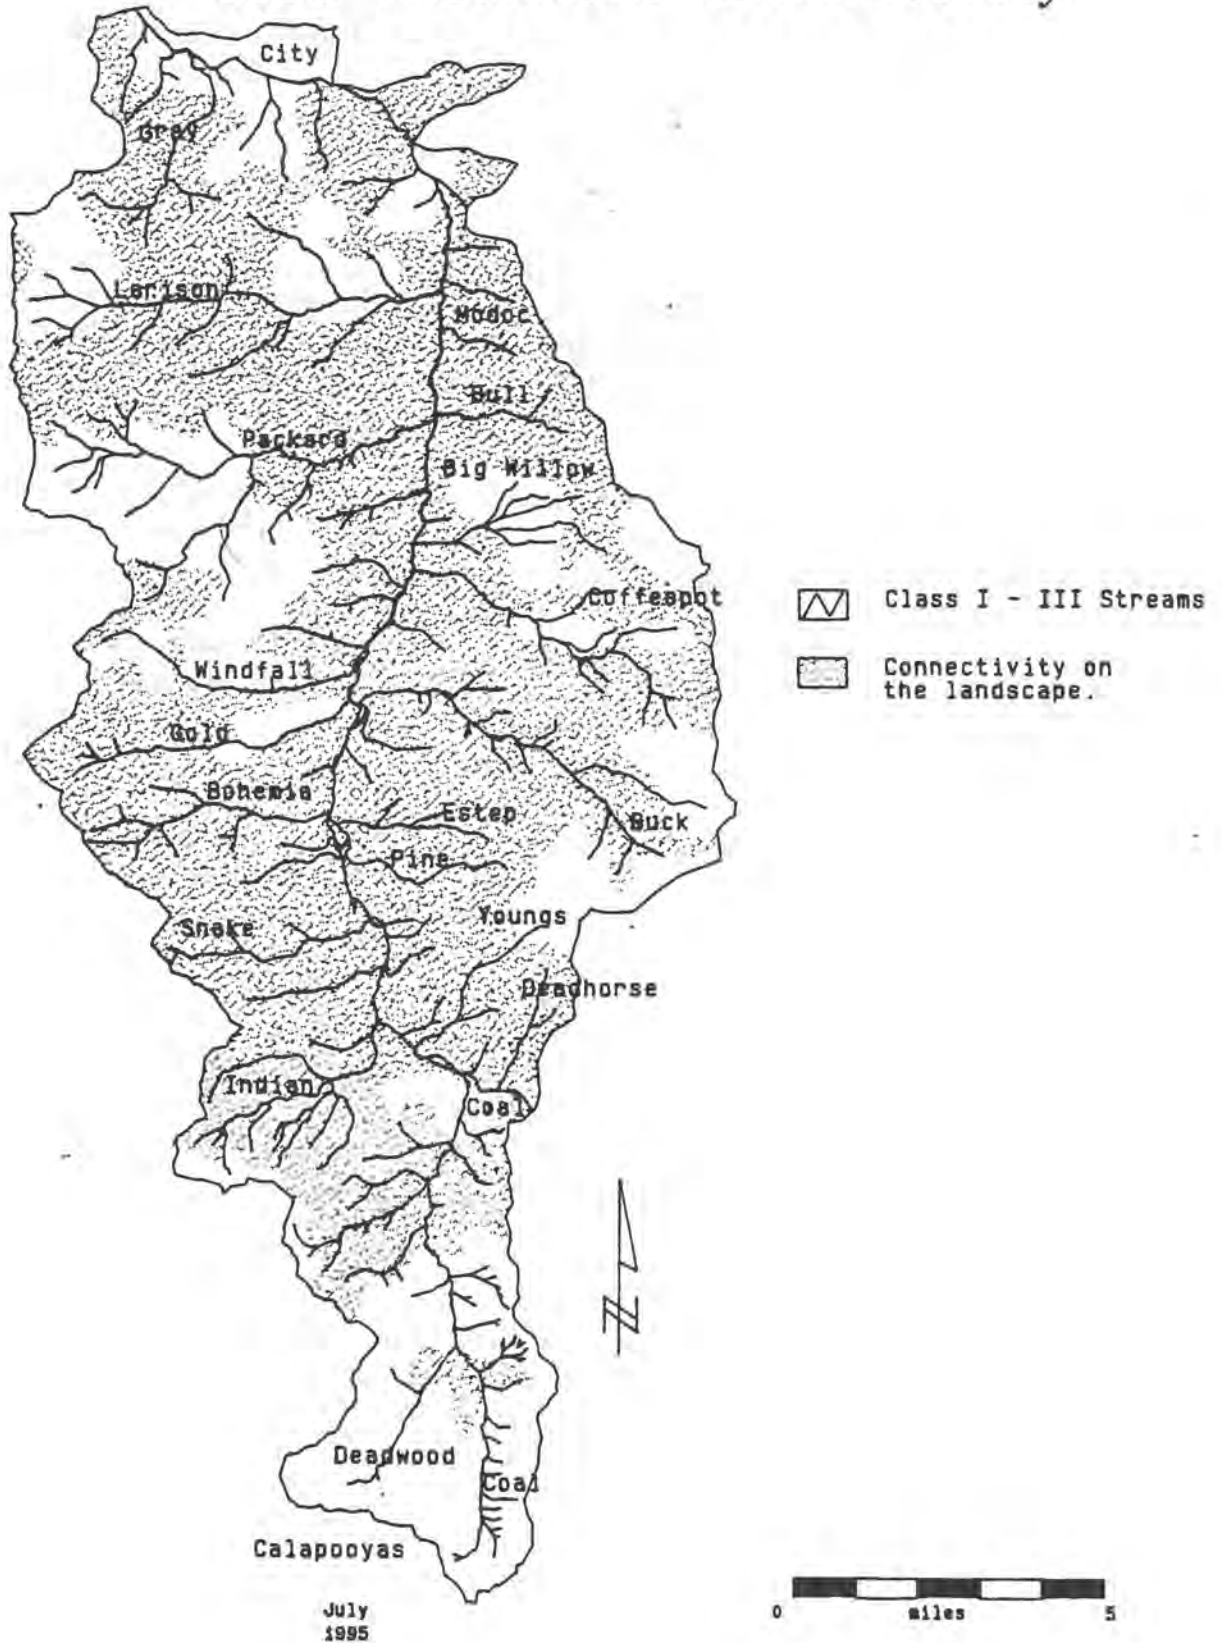 City
Gray
Larison
Modoc
Bull
Packard
Big Willow
Coffeepot
Class I - III Streams
Windfall
Connectivity on
the landscape.
Gold
Bohemia
Estep
Buck
Pine
Youngs
Snake
Deadhorse
Indian
Coal
Deadwood
Coal
Calapooyas
July
1995
0 miles 5